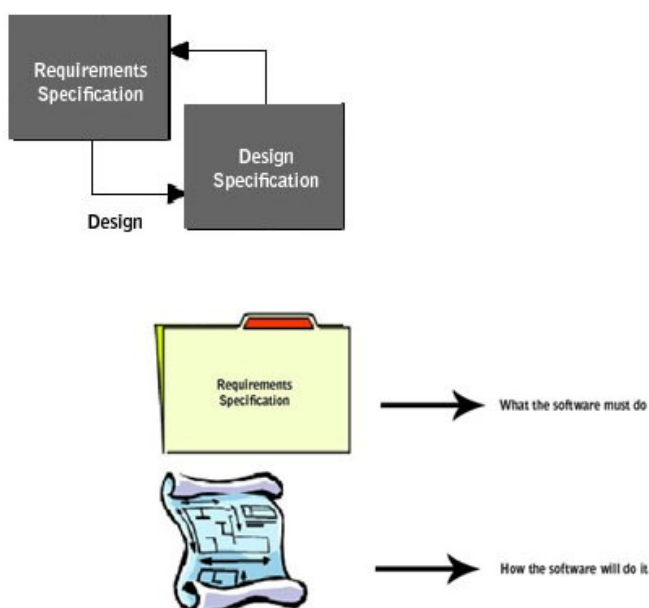 Requirements
Specification
Design
Specification
Design
Requirements
Specification
What the software must do
How the software will do it